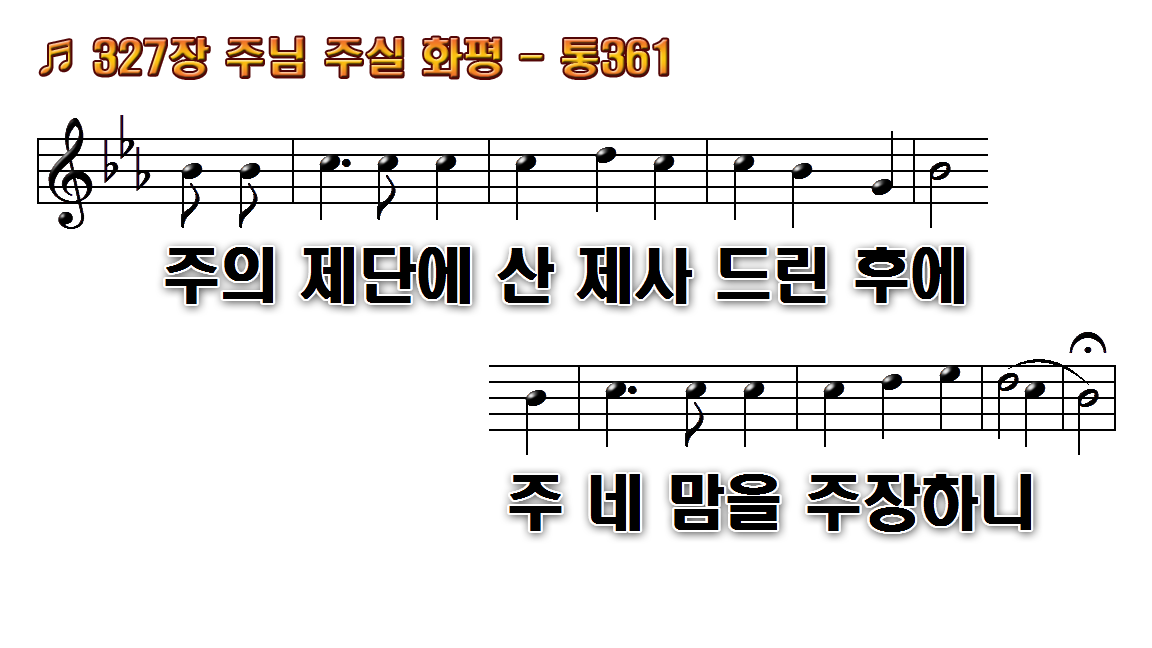 ♬ 327장 주님 주실 화평 - 통361
주의 제단에 산 제사 드린 후에
주 네 맘을 주장하니